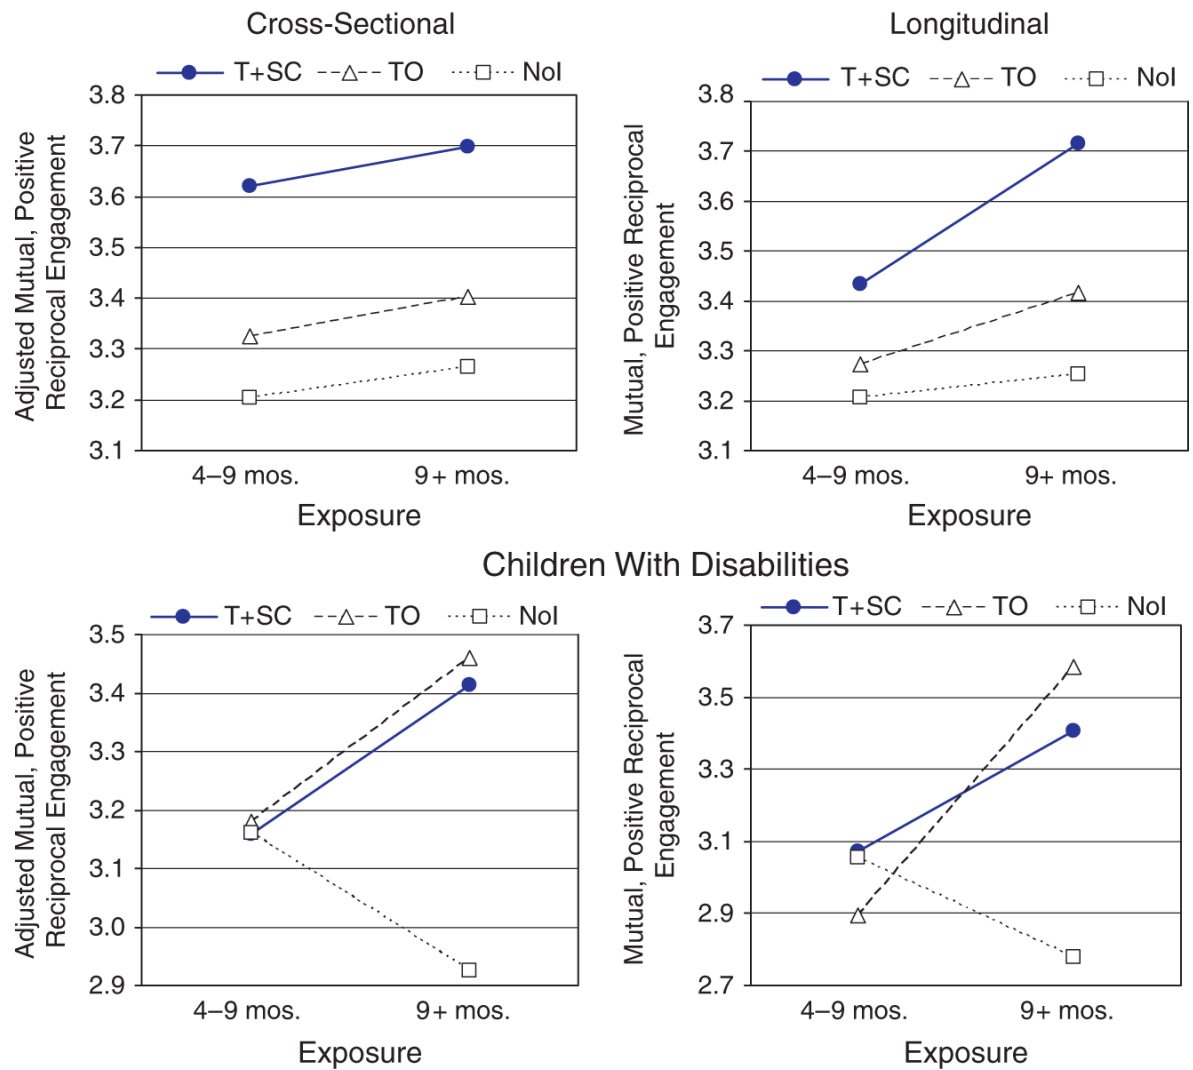 Cross-Sectional
T+SC TO NoI
3.8
3.7
3.6
3.5
3.4
3.3
3.2
3.1
Adjusted Mutual, Positive
Reciprocal Engagement
4–9 mos. 9+ mos.
Exposure
Longitudinal
T+SC TO NoI
3.8
3.7
3.6
3.5
3.4
3.3
3.2
3.1
Mutual, Positive Reciprocal
Engagement
4–9 mos. 9+ mos.
Exposure
Children With Disabilities
T+SC TO NoI
3.5
3.4
3.3
3.2
3.1
3.0
2.9
Adjusted Mutual, Positive
Reciprocal Engagement
4–9 mos. 9+ mos.
Exposure
T+SC TO NoI
3.7
3.5
3.3
3.1
2.9
2.7
Mutual, Positive Reciprocal
Engagement
4–9 mos. 9+ mos.
Exposure